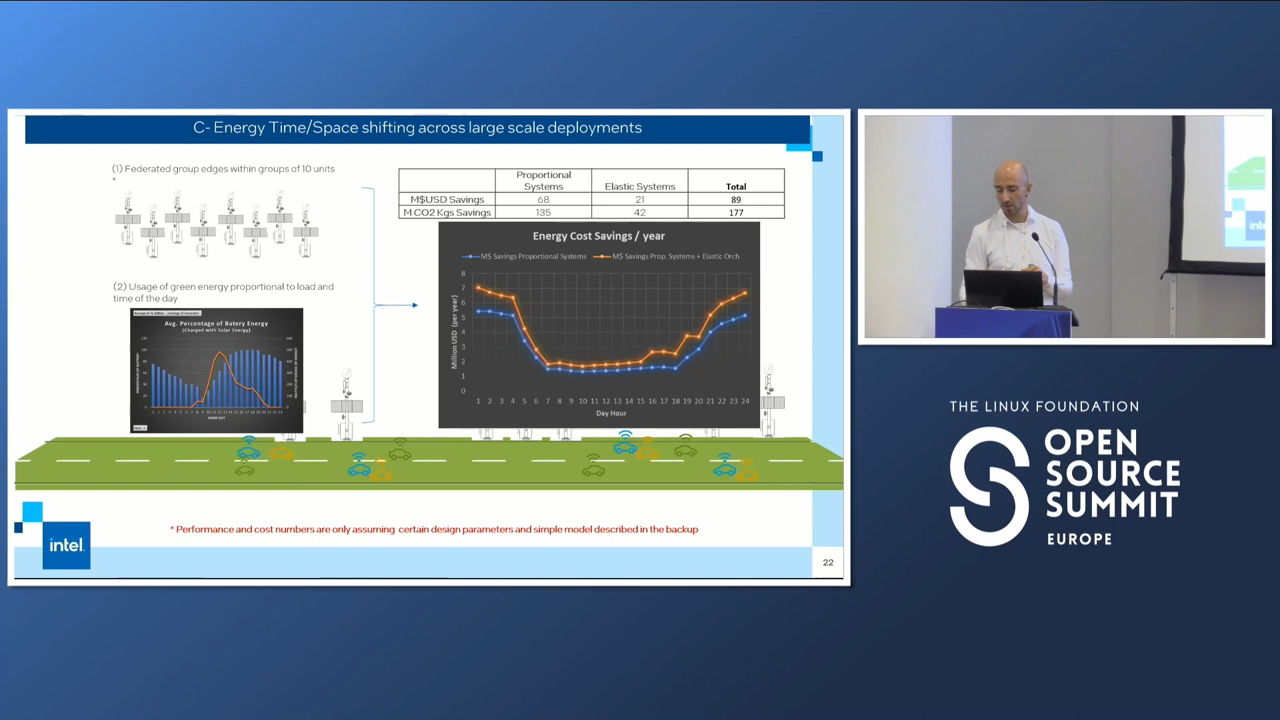 C- Energy Time/Space shifting across large scale deployments
(1) Federated group edges within groups of 10 units
*
Proportional
Systems
Elastic Systems
Total
M$USD Savings 68 21 89
M CO2 Kgs Savings 135 42 177
Energy Cost Savings / year
M$ Savings Proportional Systems
M$ Savings Prop. Systems + Elastic Orch
8
7
6
5
4
3
2
1
0
Million USD (per year)
1 2 3 4 5 6 7 8 9 10 11 12 13 14 15 16 17 18 19 20 21 22 23 24
Day Hour
(2) Usage of green energy proportional to load and
time of the day
Avg. Percentage of Batery Energy
(Charged with Solar Energy)
* Performance and cost numbers are only assuming certain design parameters and simple model described in the backup
intel.
22
THE LINUX FOUNDATION
OPEN
SOURCE
SUMMIT
EUROPE